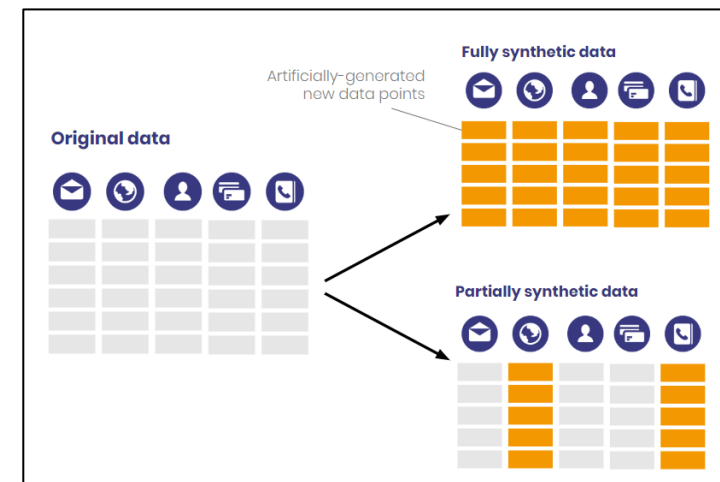 Fully synthetic data
Artificially-generated
new data points
Original data
Partially synthetic data